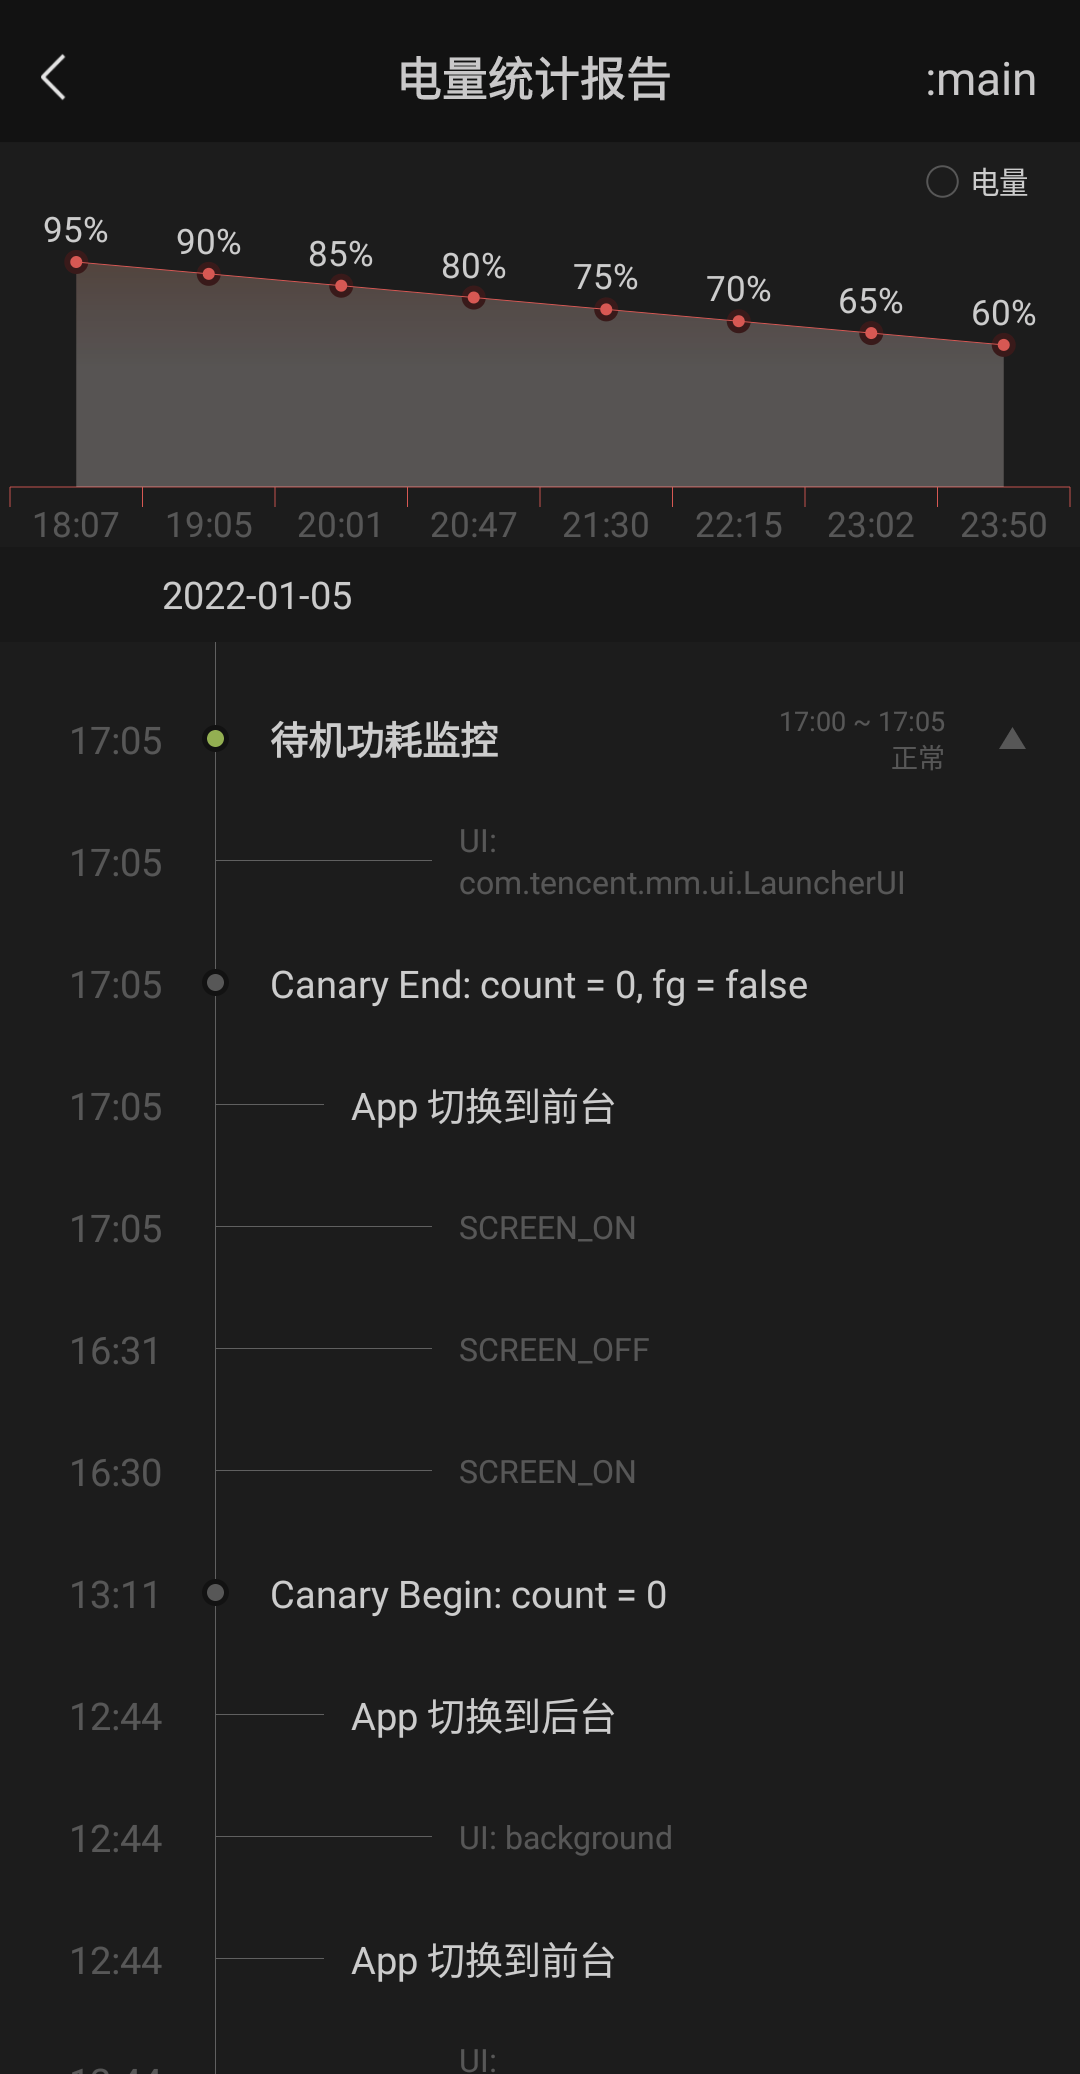 电量统计报告 :main
电量
95% 90% 85% 80% 75% 70% 65% 60%
18:07 19:05 20:01 20:47 21:30 22:15 23:02 23:50
2022-01-05
17:05 待机功耗监控 17:00 ~ 17:05
正常
17:05 UI:
com.tencent.mm.ui.LauncherUI
17:05 Canary End: count = 0, fg = false
17:05 App 切换到前台
17:05 SCREEN_ON
16:31 SCREEN_OFF
16:30 SCREEN_ON
13:11 Canary Begin: count = 0
12:44 App 切换到后台
12:44 UI: background
12:44 App 切换到前台
UI: